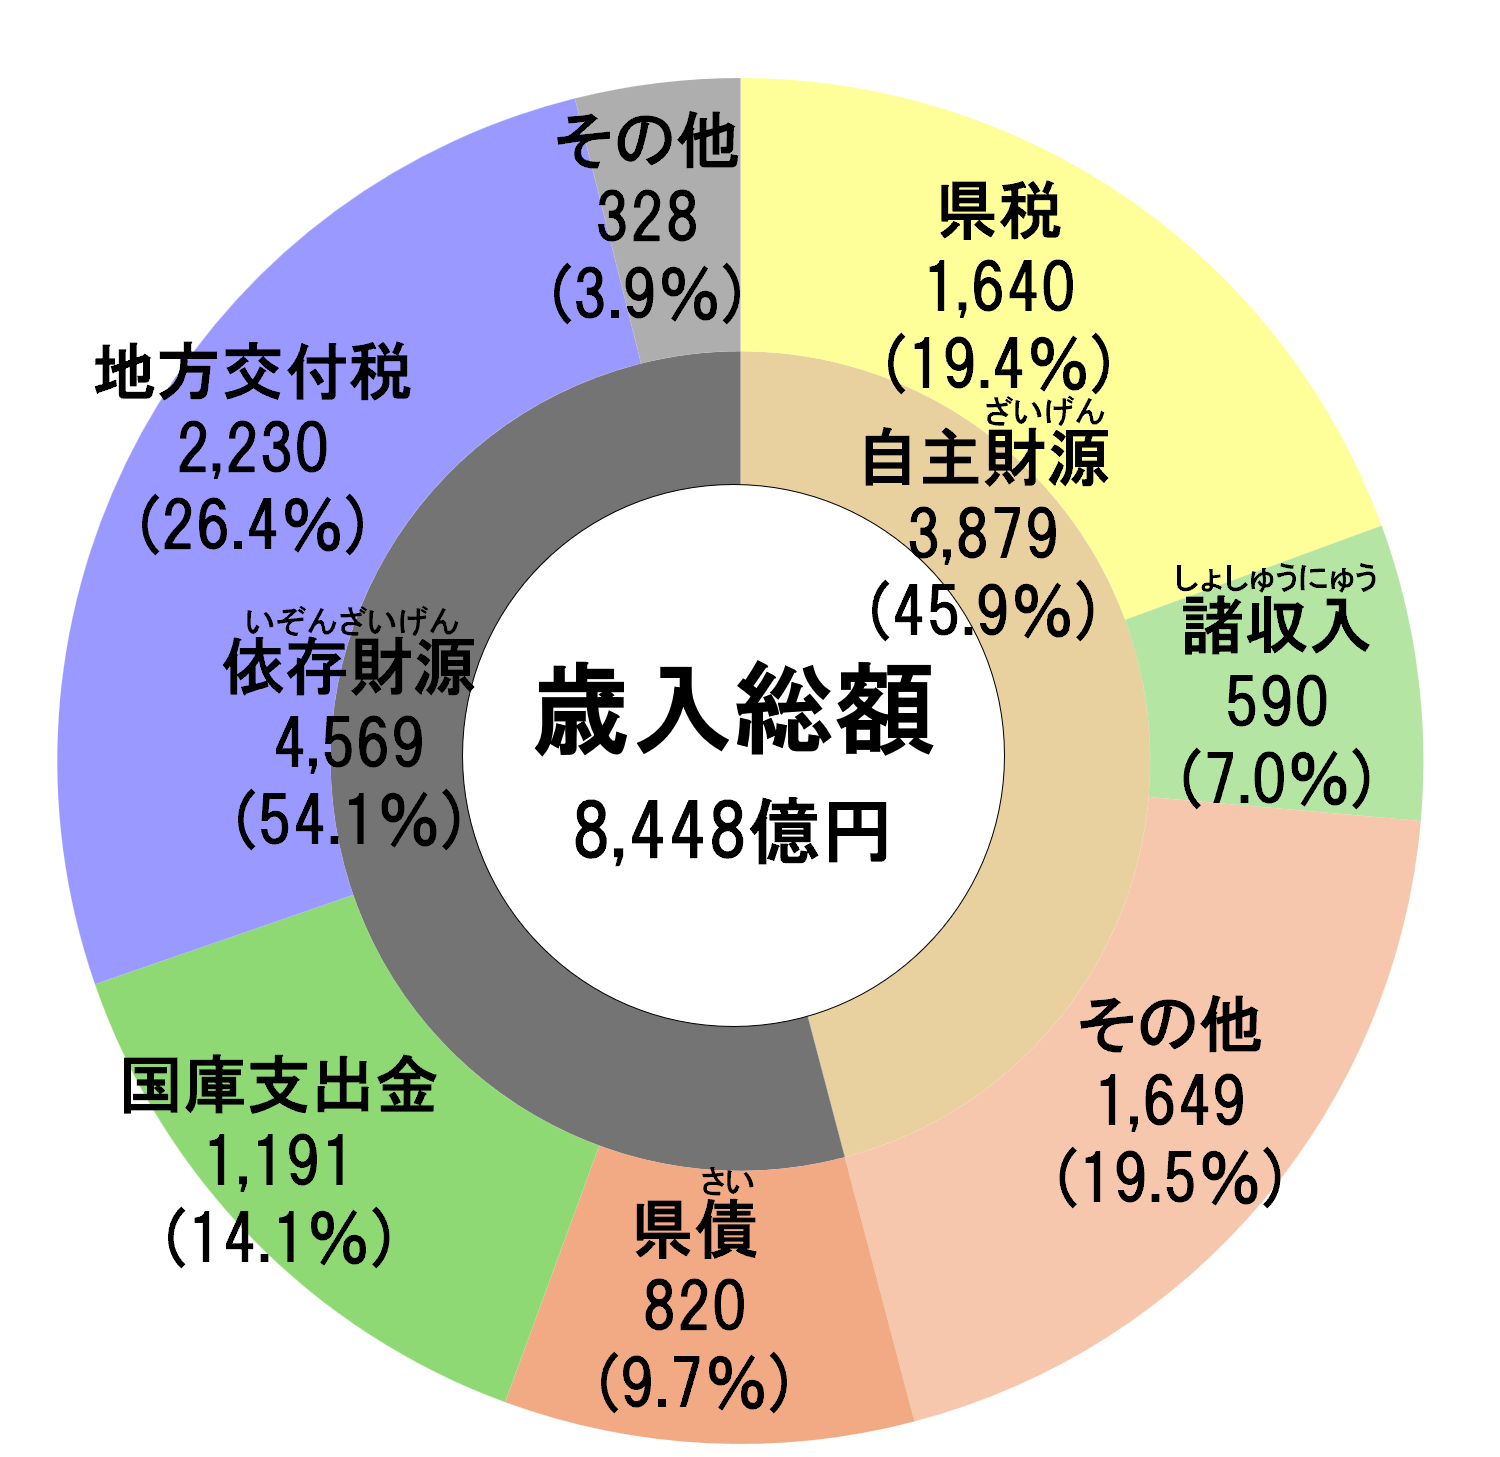 その他
328
(3.9%)
県税
1,640
(19.4%)
地方交付税
2,230
(26.4%)
ざいげん
自主財源
3,879
(45.9%)
しょしゅうにゅう
諸収入
590
(7.0%)
いぞんざいげん
依存財源
4,569
(54.1%)
歳入総額
8,448億円
その他
1,649
(19.5%)
国庫支出金
1,191
(14.1%)
さい
県債
820
(9.7%)